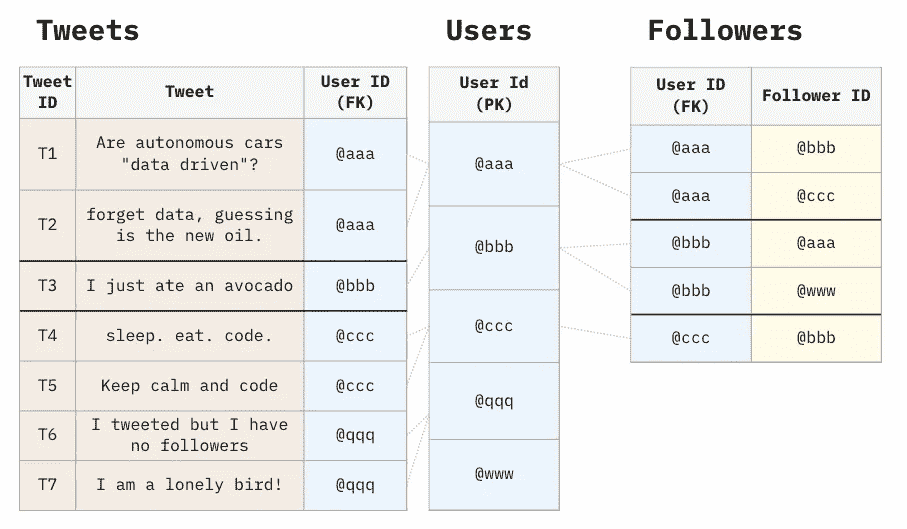 Tweets
Users
Followers
Tweet
ID
Tweet
User ID
(FK)
T1
Are autonomous cars
"data driven"?
@aaa
T2
forget data, guessing
is the new oil.
@aaa
T3
I just ate an avocado
@bbb
T4
sleep. eat. code.
@ccc
T5
Keep calm and code
@ccc
T6
I tweeted but I have
no followers
@qqq
T7
I am a lonely bird!
@qqq
User Id
(PK)
@aaa
@bbb
@ccc
@qqq
@www
User ID
(FK)
Follower ID
@aaa
@bbb
@aaa
@ccc
@bbb
@aaa
@bbb
@www
@ccc
@bbb